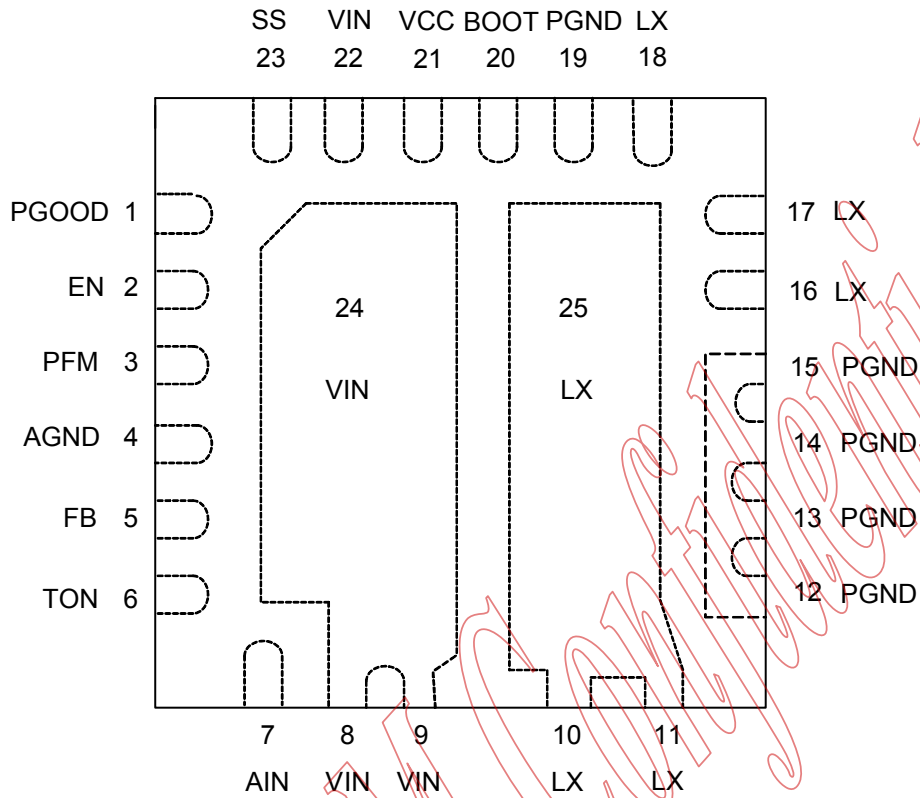 SS VIN VCC BOOT PGND LX
23 22 21 20 19 18
PGOOD 1
17 LX
EN 2
16 LX
24
25
PFM 3
15 PGND
VIN
LX
AGND 4
14 PGND
FB 5
13 PGND
TON 6
12 PGND
7 8 9 10 11
AIN VIN VIN LX LX